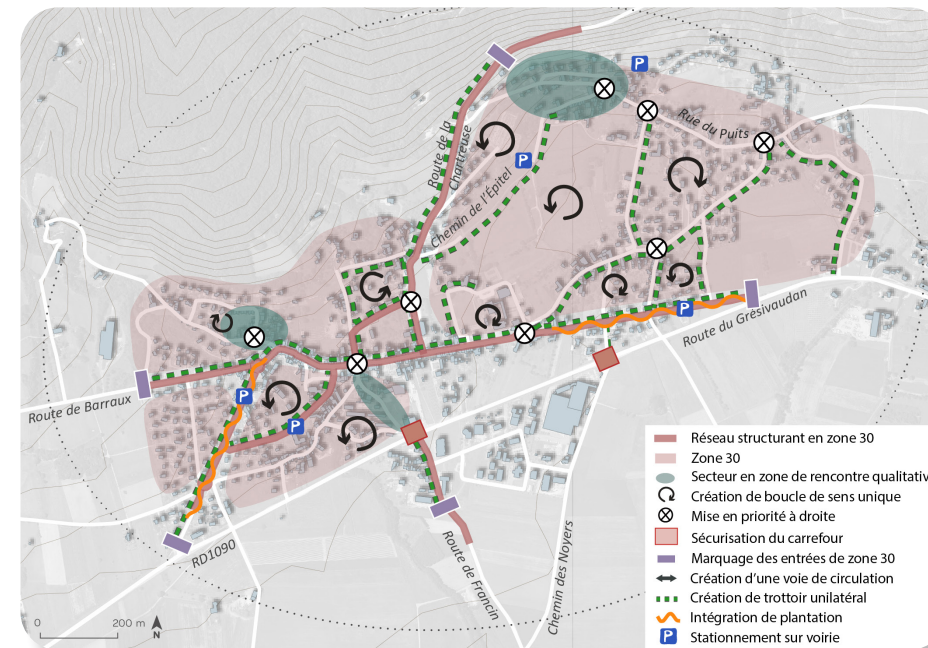 Route de la
Chartreuse
Chemin de l'Épitel
Rue du Puits
P
P
P
P
P
Route du Grésivaudan
Route de Barraux
RD1090
Route de Francin
Chemin des Noyers
0
200 m
N
Réseau structurant en zone 30
Zone 30
Secteur en zone de rencontre qualitativ
Création de boucle de sens unique
Mise en priorité à droite
Sécurisation du carrefour
Marquage des entrées de zone 30
Création d'une voie de circulation
Création de trottoir unilatéral
Intégration de plantation
P Stationnement sur voirie